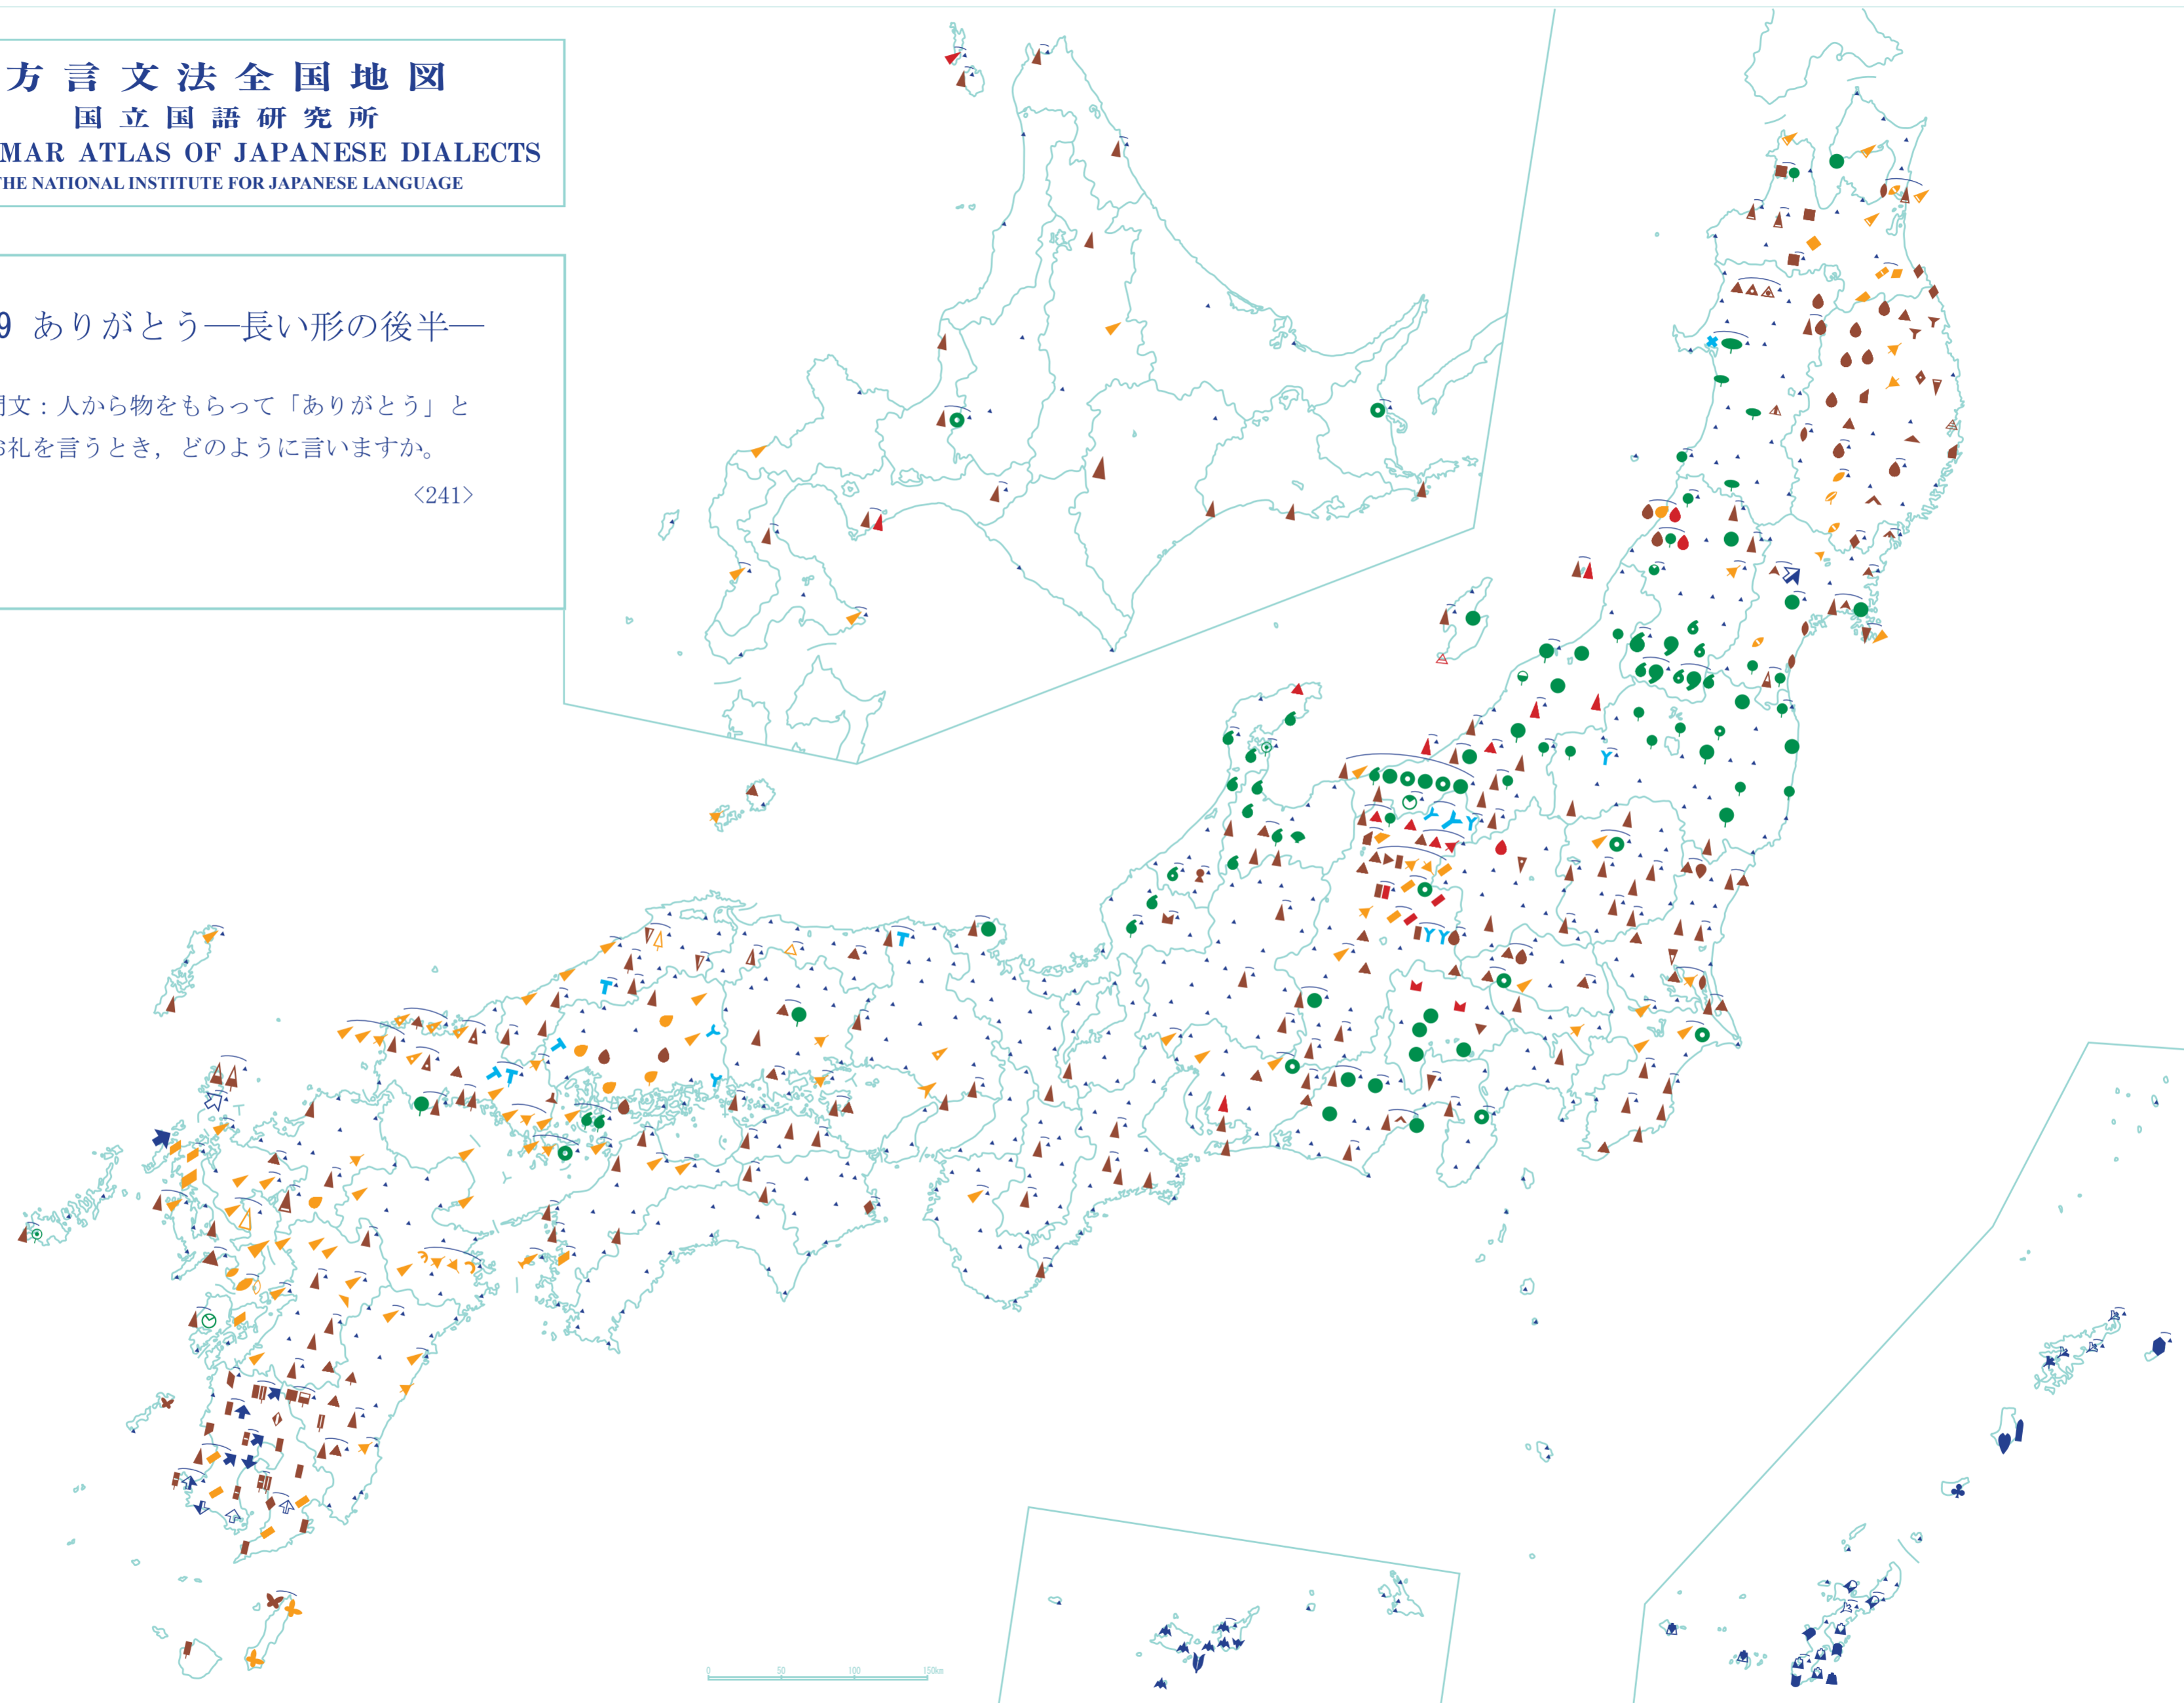 方言文法全国地図
国立国語研究所
MAR ATLAS OF JAPANESE DIALECTS
THE NATIONAL INSTITUTE FOR JAPANESE LANGUAGE
9 ありがとう―長い形の後半―
問文：人から物をもらって「ありがとう」と
お礼を言うとき，どのように言いますか。
<241>
0 50 100 150km